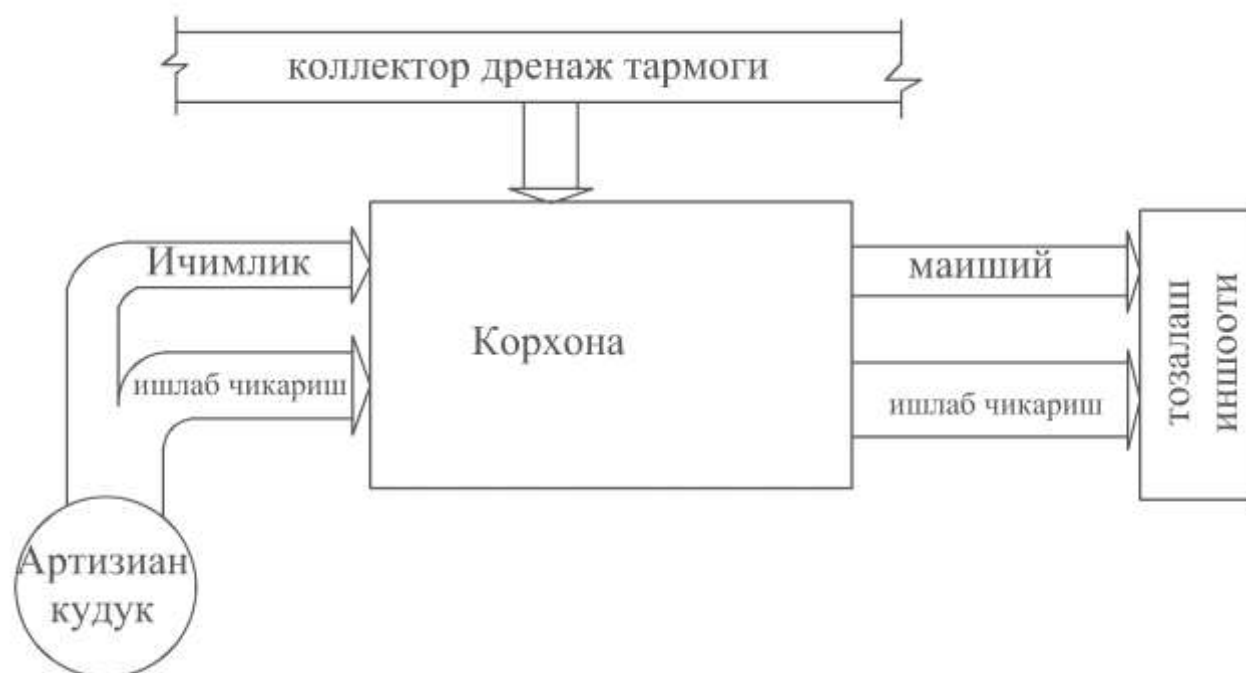 коллектор дренаж тармоги
Ичимлик
маиший
Корхона
ишлаб чикариш
ишлаб чикариш
тозалаш
иншооти
Артизиан
кудук